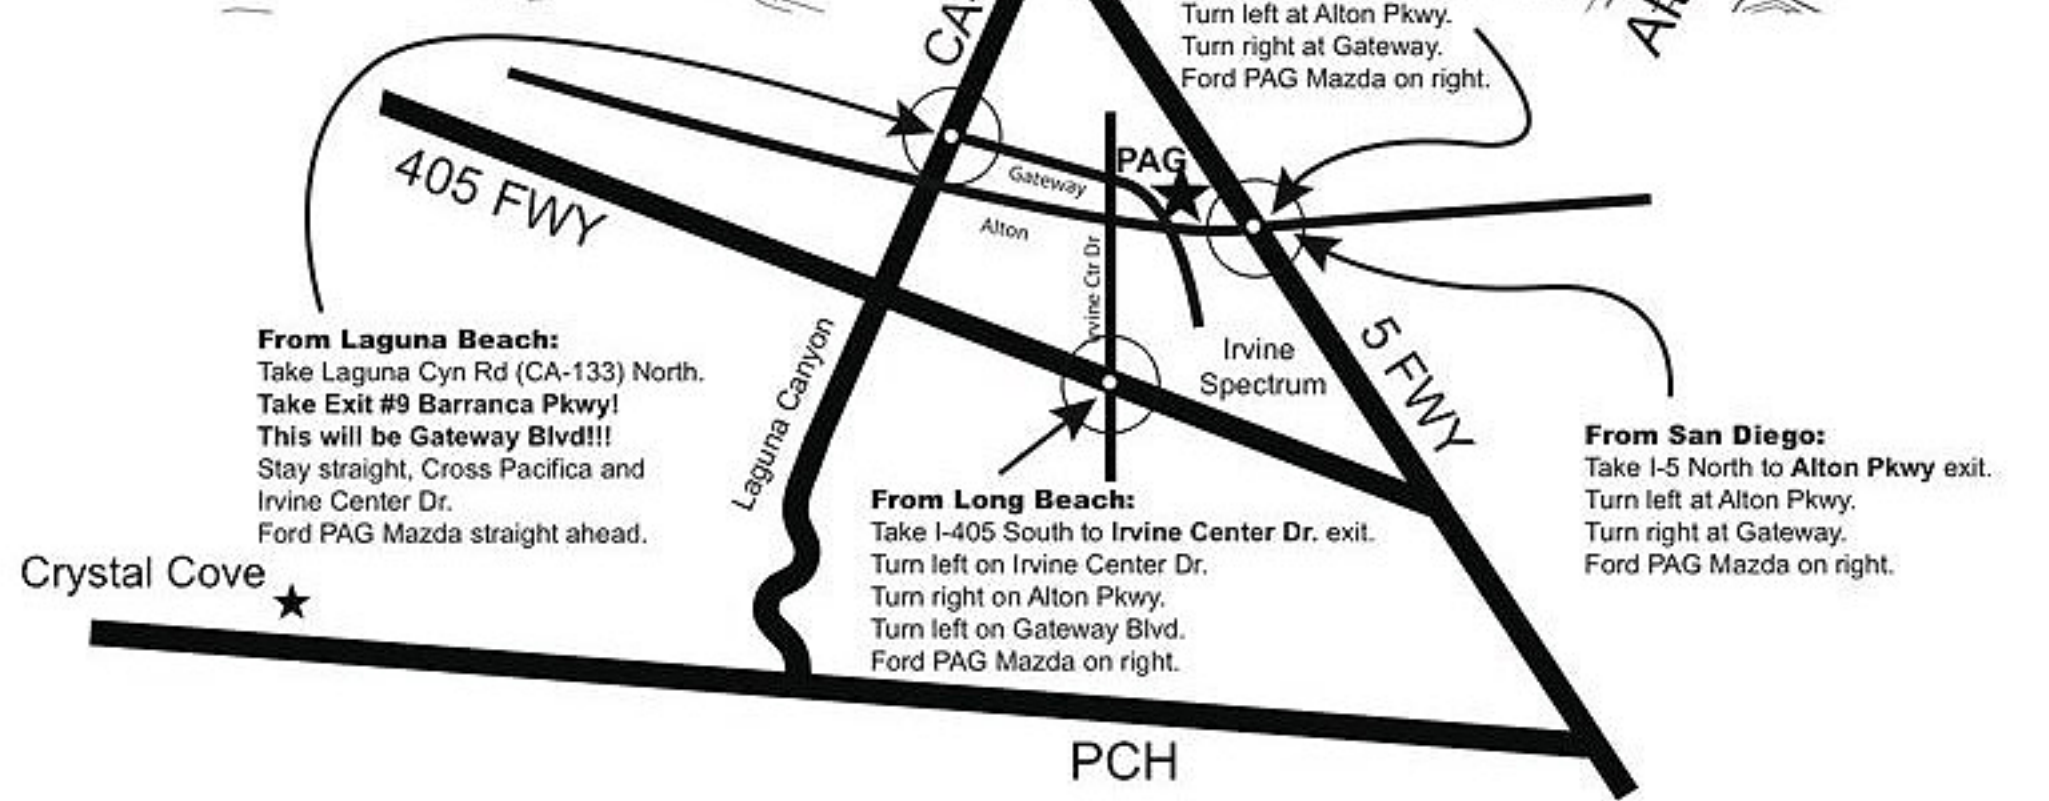 CA-
Turn left at Alton Pkwy.
Turn right at Gateway.
Ford PAG Mazda on right.
405 FWY
PAG
Gateway
Alton
Irvine Ctr Dr
Irvine
Spectrum
5 FWY
Laguna Canyon
From Laguna Beach:
Take Laguna Cyn Rd (CA-133) North.
Take Exit #9 Barranca Pkwy!
This will be Gateway Blvd!!!
Stay straight, Cross Pacifica and
Irvine Center Dr.
Ford PAG Mazda straight ahead.
From Long Beach:
Take I-405 South to Irvine Center Dr. exit.
Turn left on Irvine Center Dr.
Turn right on Alton Pkwy.
Turn left on Gateway Blvd.
Ford PAG Mazda on right.
From San Diego:
Take I-5 North to Alton Pkwy exit.
Turn left at Alton Pkwy.
Turn right at Gateway.
Ford PAG Mazda on right.
Crystal Cove
PCH